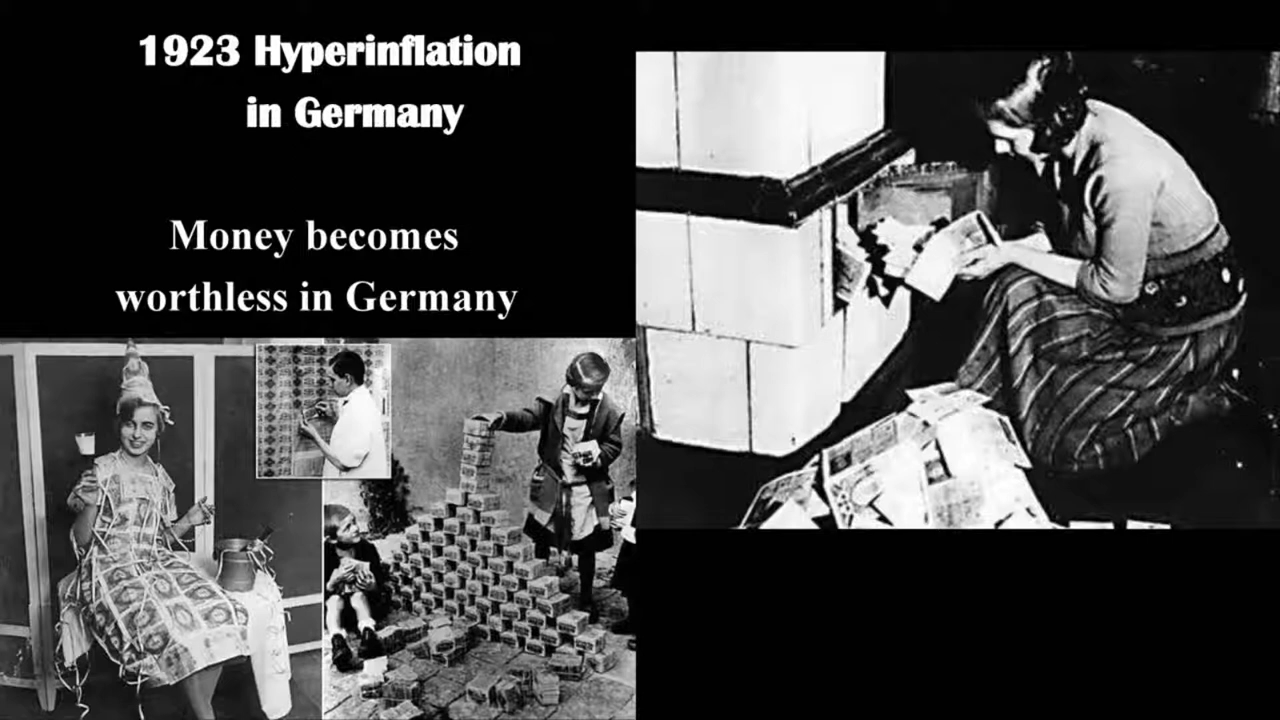 1923 Hyperinflation
in Germany
Money becomes
worthless in Germany